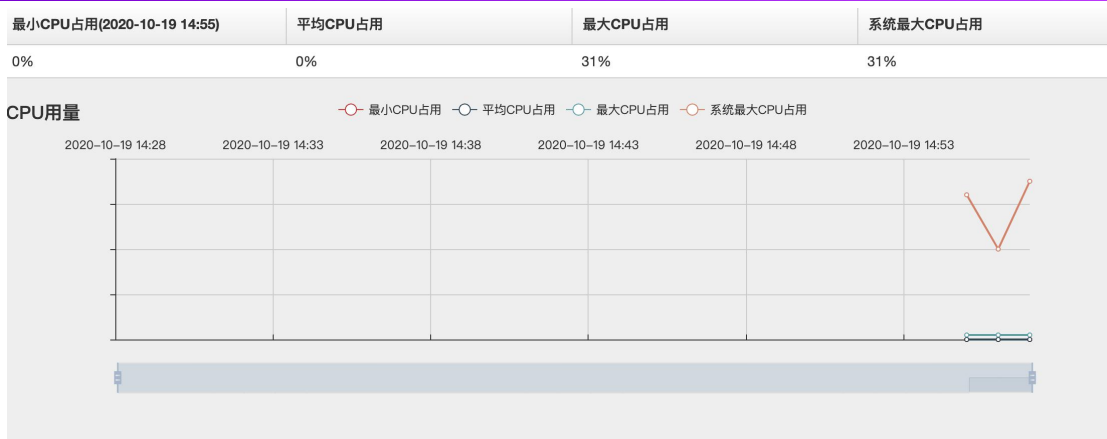 最小CPU占用(2020-10-19 14:55) 平均CPU占用 最大CPU占用 系统最大CPU占用
0% 0% 31% 31%
CPU用量 最小CPU占用 平均CPU占用 最大CPU占用 系统最大CPU占用
2020-10-19 14:28 2020-10-19 14:33 2020-10-19 14:38 2020-10-19 14:43 2020-10-19 14:48 2020-10-19 14:53